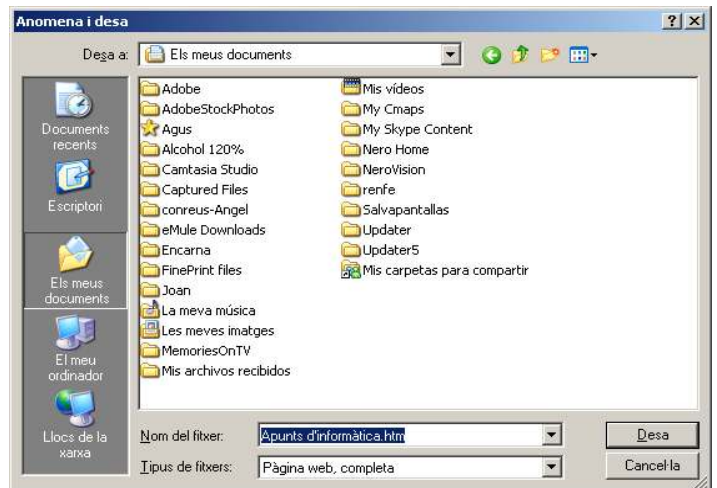 Anomena i desa
Desa a: Els meus documents
Documents
recents
Escriptori
Els meus
documents
El meu
ordinador
Llocs de la
xarxa
Adobe
AdobeStockPhotos
Agus
Alcohol 120%
Camtasia Studio
Captured Files
conreus-Angel
eMule Downloads
Encarna
FinePrint files
Joan
La meva música
Les meves imatges
MemoriesOnTV
Mis archivos recibidos
Mis vídeos
My Cmaps
My Skype Content
Nero Home
NeroVision
renfe
Salvapantallas
Updater
Updater5
Mis carpetas para compartir
Nom del fitxer: Apunts d'informàtica.htm
Desa
Tipus de fitxers: Pàgina web, completa
Cancel·la